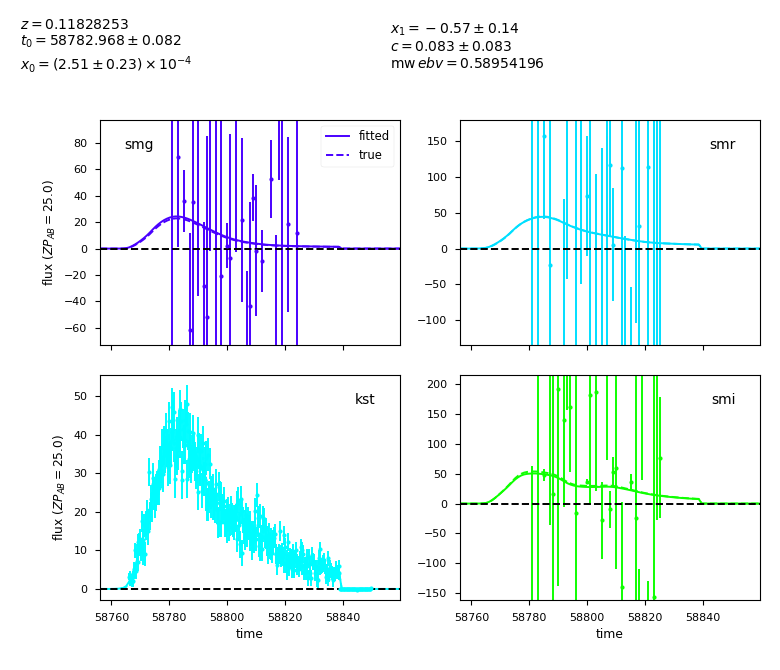 z = 0.11828253
t0 = 58782.968 ± 0.082
x0 = (2.51 ± 0.23) × 10^−4
x1 = −0.57 ± 0.14
c = 0.083 ± 0.083
mw ebv = 0.58954196
flux (ZP_AB = 25.0)
80
60
40
20
0
−20
−40
−60
smg
fitted
true
150
100
50
0
−50
−100
smr
flux (ZP_AB = 25.0)
50
40
30
20
10
0
kst
58760 58780 58800 58820 58840
time
200
150
100
50
0
−50
−100
−150
smi
58760 58780 58800 58820 58840
time